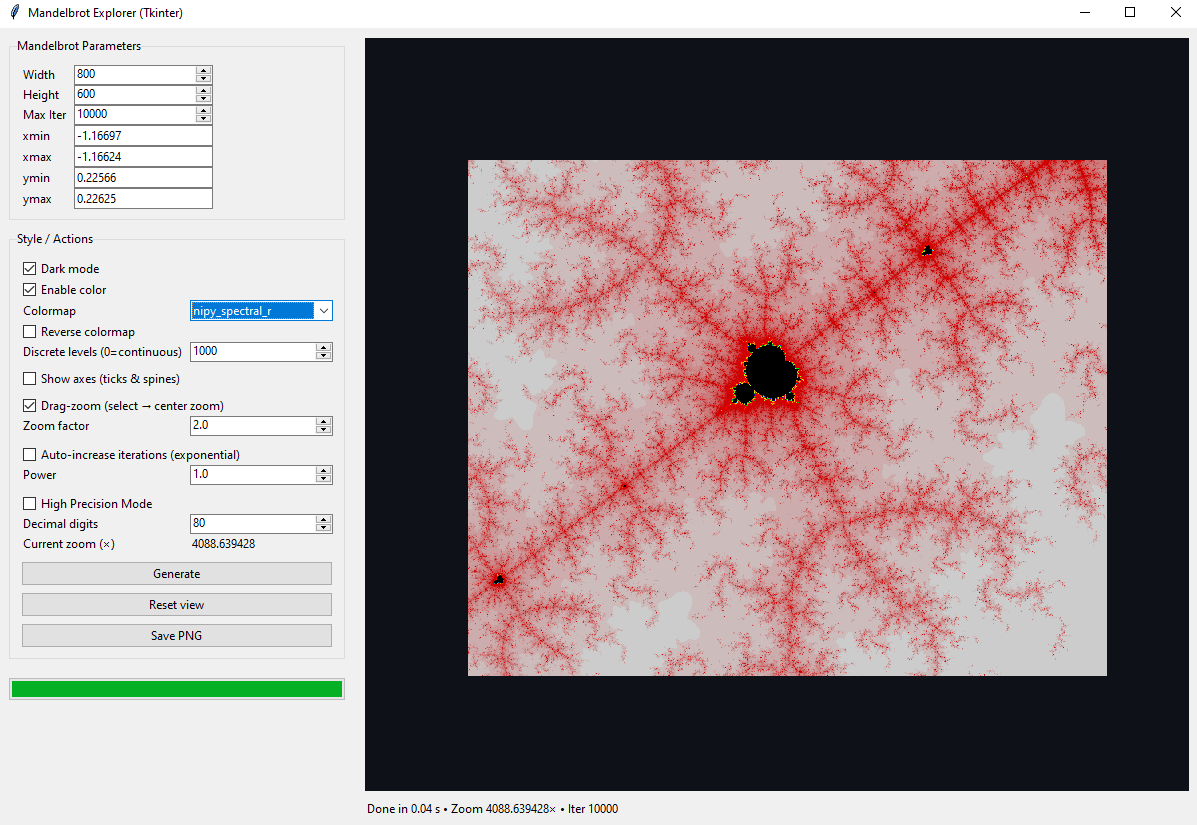 Mandelbrot Explorer (Tkinter)
Mandelbrot Parameters
Width 800
Height 600
Max Iter 10000
xmin -1.16697
xmax -1.16624
ymin 0.22566
ymax 0.22625
Style / Actions
Dark mode
Enable color
Colormap nipy_spectral_r
Reverse colormap
Discrete levels (0=continuous) 1000
Show axes (ticks & spines)
Drag-zoom (select → center zoom)
Zoom factor 2.0
Auto-increase iterations (exponential)
Power 1.0
High Precision Mode
Decimal digits 80
Current zoom (×) 4088.639428
Generate
Reset view
Save PNG
Done in 0.04 s • Zoom 4088.639428× • Iter 10000